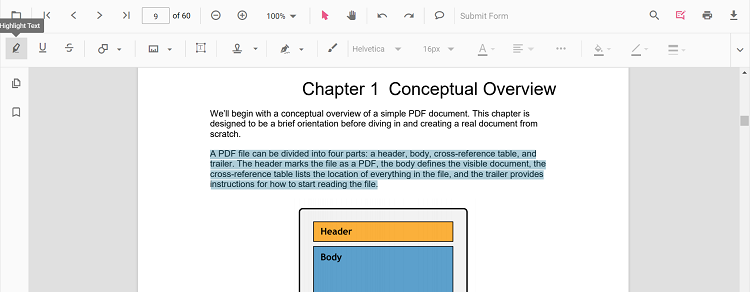 9 of 60 100% Submit Form
Highlight Text
U S T Helvetica 16px A
Chapter 1 Conceptual Overview
We'll begin with a conceptual overview of a simple PDF document. This chapter is
designed to be a brief orientation before diving in and creating a real document from
scratch.
A PDF file can be divided into four parts: a header, body, cross-reference table, and
trailer. The header marks the file as a PDF, the body defines the visible document, the
cross-reference table lists the location of everything in the file, and the trailer provides
instructions for how to start reading the file.
Header
Body